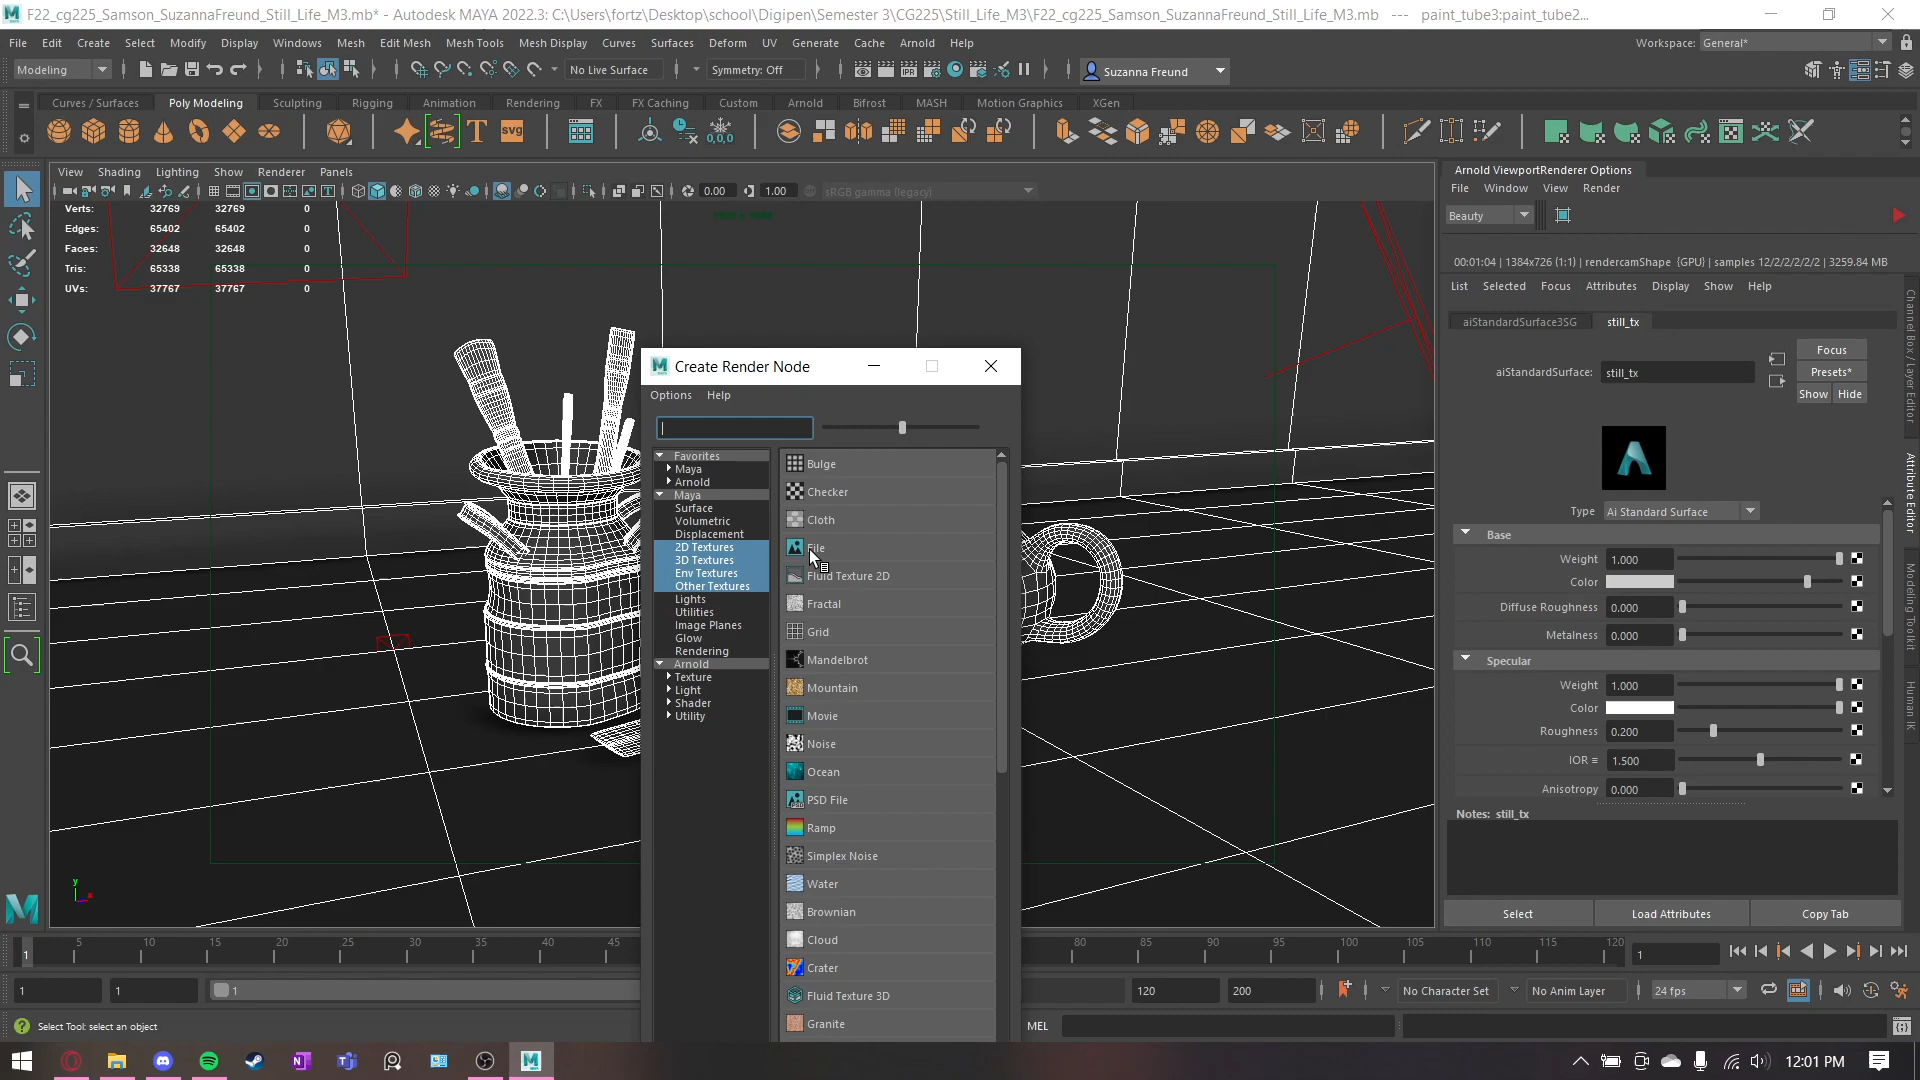 F22_cg225_Samson_SuzannaFreund_Still_Life_M3.mb* - Autodesk MAYA 2022.3: C:\Users\fortz\Desktop\school\Digipen\Semester 3\CG225\Still_Life_M3\F22_cg225_Samson_SuzannaFreund_Still_Life_M3.mb --- paint_tube3:paint_tube2...
File Edit Create Select Modify Display Windows Mesh Edit Mesh Mesh Tools Mesh Display Curves Surfaces Deform UV Generate Cache Arnold Help
Workspace: General*
Modeling
No Live Surface
Symmetry: Off
Suzanna Freund
Curves / Surfaces Poly Modeling Sculpting Rigging Animation Rendering FX FX Caching Custom Arnold Bifrost MASH Motion Graphics XGen
View Shading Lighting Show Renderer Panels
0.00 1.00 sRGB gamma (legacy)
Verts: 32769 32769 0
Edges: 65402 65402 0
Faces: 32648 32648 0
Tris: 65338 65338 0
UVs: 37767 37767 0
Create Render Node
Options Help
Favorites
Maya
Arnold
Maya
Surface
Volumetric
Displacement
2D Textures
3D Textures
Env Textures
Other Textures
Lights
Utilities
Image Planes
Glow
Rendering
Arnold
Texture
Light
Shader
Utility
Bulge
Checker
Cloth
File
Fluid Texture 2D
Fractal
Grid
Mandelbrot
Mountain
Movie
Noise
Ocean
PSD File
Ramp
Simplex Noise
Water
Brownian
Cloud
Crater
Fluid Texture 3D
Granite
Arnold ViewportRenderer Options
File Window View Render
Beauty
00:01:04 | 1384x726 (1:1) | rendercamShape {GPU} | samples 12/2/2/2/2/2 | 3259.84 MB
List Selected Focus Attributes Display Show Help
aiStandardSurface3SG still_tx
aiStandardSurface: still_tx
Focus
Presets*
Show Hide
Type Ai Standard Surface
Base
Weight 1.000
Color
Diffuse Roughness 0.000
Metalness 0.000
Specular
Weight 1.000
Color
Roughness 0.200
IOR 1.500
Anisotropy 0.000
Notes: still_tx
Select Load Attributes Copy Tab
Channel Box / Layer Editor
Attribute Editor
Modeling Toolkit
Human IK
y
x
1 5 10 15 20 25 30 35 40 45 80 85 90 95 100 105 110 115 120
1
1 1 1 120 200 No Character Set No Anim Layer 24 fps
Select Tool: select an object
MEL
12:01 PM